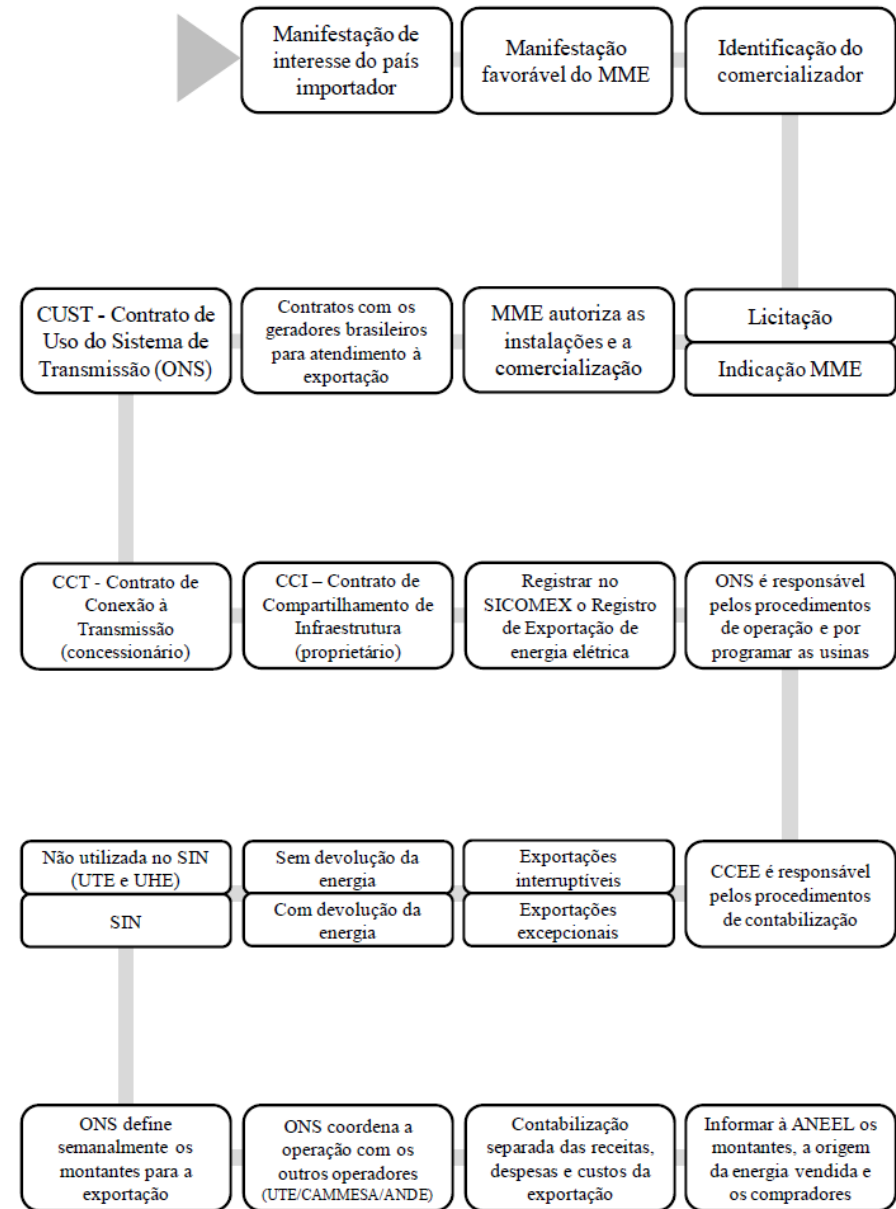 Manifestação de
interesse do país
importador
Manifestação
favorável do MME
Identificação do
comercializador
CUST - Contrato de
Uso do Sistema de
Transmissão (ONS)
Contratos com os
geradores brasileiros
para atendimento à
exportação
MME autoriza as
instalações e a
comercialização
Licitação
Indicação MME
CCT - Contrato de
Conexão à
Transmissão
(concessionário)
CCI – Contrato de
Compartilhamento de
Infraestrutura
(proprietário)
Registrar no
SICOMEX o Registro
de Exportação de
energia elétrica
ONS é responsável
pelos procedimentos
de operação e por
programar as usinas
Não utilizada no SIN
(UTE e UHE)
SIN
Sem devolução da
energia
Com devolução da
energia
Exportações
interruptíveis
Exportações
excepcionais
CCEE é responsável
pelos procedimentos
de contabilização
ONS define
semanalmente os
montantes para a
exportação
ONS coordena a
operação com os
outros operadores
(UTE/CAMMESA/ANDE)
Contabilização
separada das receitas,
despesas e custos da
exportação
Informar à ANEEL os
montantes, a origem
da energia vendida e
os compradores